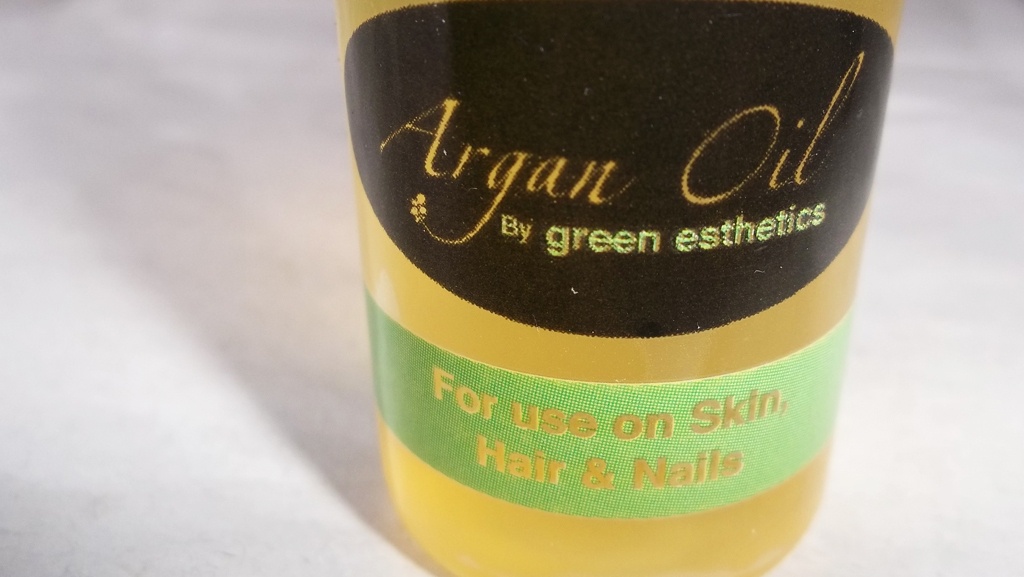 Argan Oil
By green esthetics
For use on Skin,
Hair & Nails